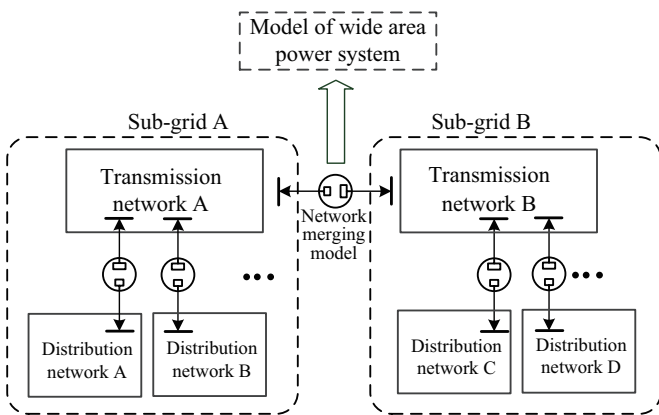 Model of wide area
power system
Sub-grid A
Sub-grid B
Transmission
network A
Transmission
network B
Network
merging
model
Distribution
network A
Distribution
network B
Distribution
network C
Distribution
network D